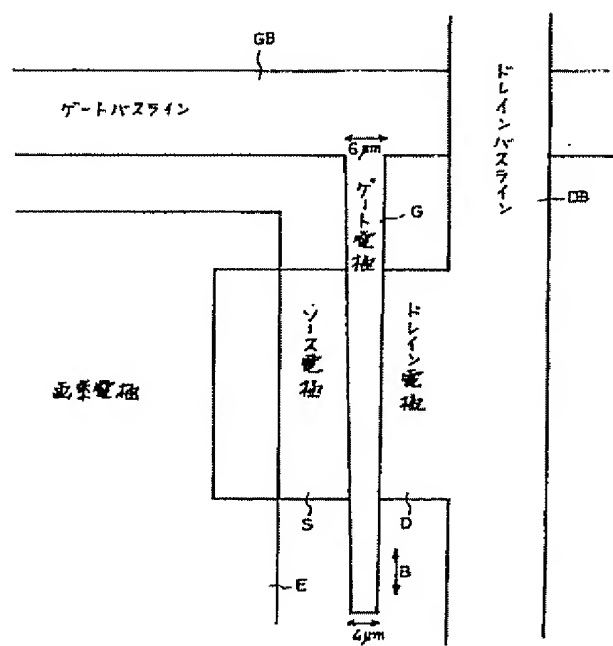 GB
ゲートバスライン
ドレインバスライン
6μm
ゲート電極
G
DB
ソース電極
ドレイン電極
画素電極
S
D
B
E
4μm